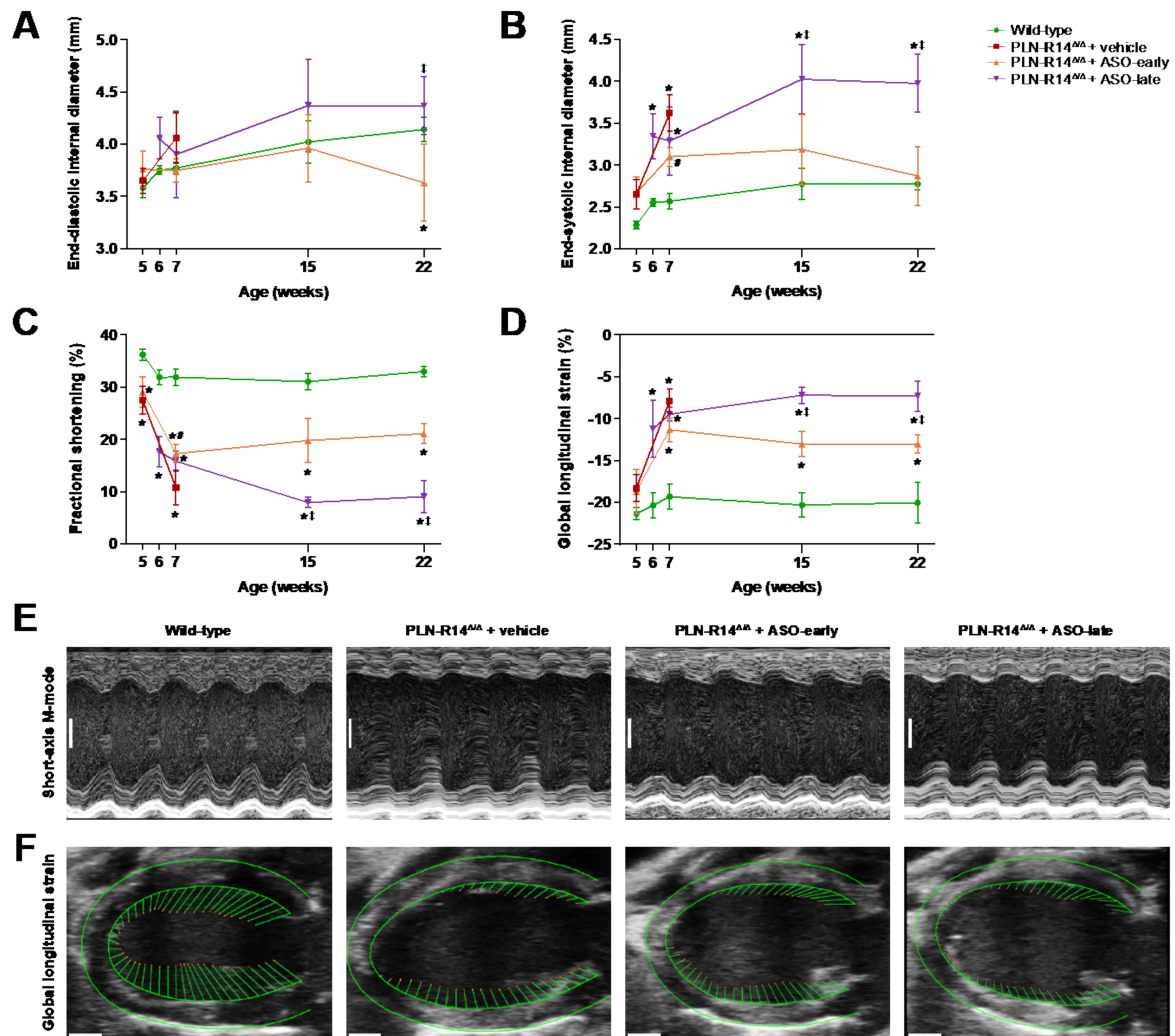 A
End-diastolic internal diameter (mm)
5.0
4.5
4.0
3.5
3.0
‡
*
5 6 7 15 22
Age (weeks)
B
End-systolic internal diameter (mm)
4.5
4.0
3.5
3.0
2.5
2.0
*
*
*
#
*‡
*‡
5 6 7 15 22
Age (weeks)
Wild-type
PLN-R14Δ/Δ + vehicle
PLN-R14Δ/Δ + ASO-early
PLN-R14Δ/Δ + ASO-late
C
Fractional shortening (%)
40
30
20
10
0
*
*
*#
*
*
*
*
*
*‡
*‡
5 6 7 15 22
Age (weeks)
D
Global longitudinal strain (%)
0
-5
-10
-15
-20
-25
*
*
*
*
*‡
*
*‡
*
5 6 7 15 22
Age (weeks)
E
Wild-type
PLN-R14Δ/Δ + vehicle
PLN-R14Δ/Δ + ASO-early
PLN-R14Δ/Δ + ASO-late
Short-axis M-mode
F
Global longitudinal strain